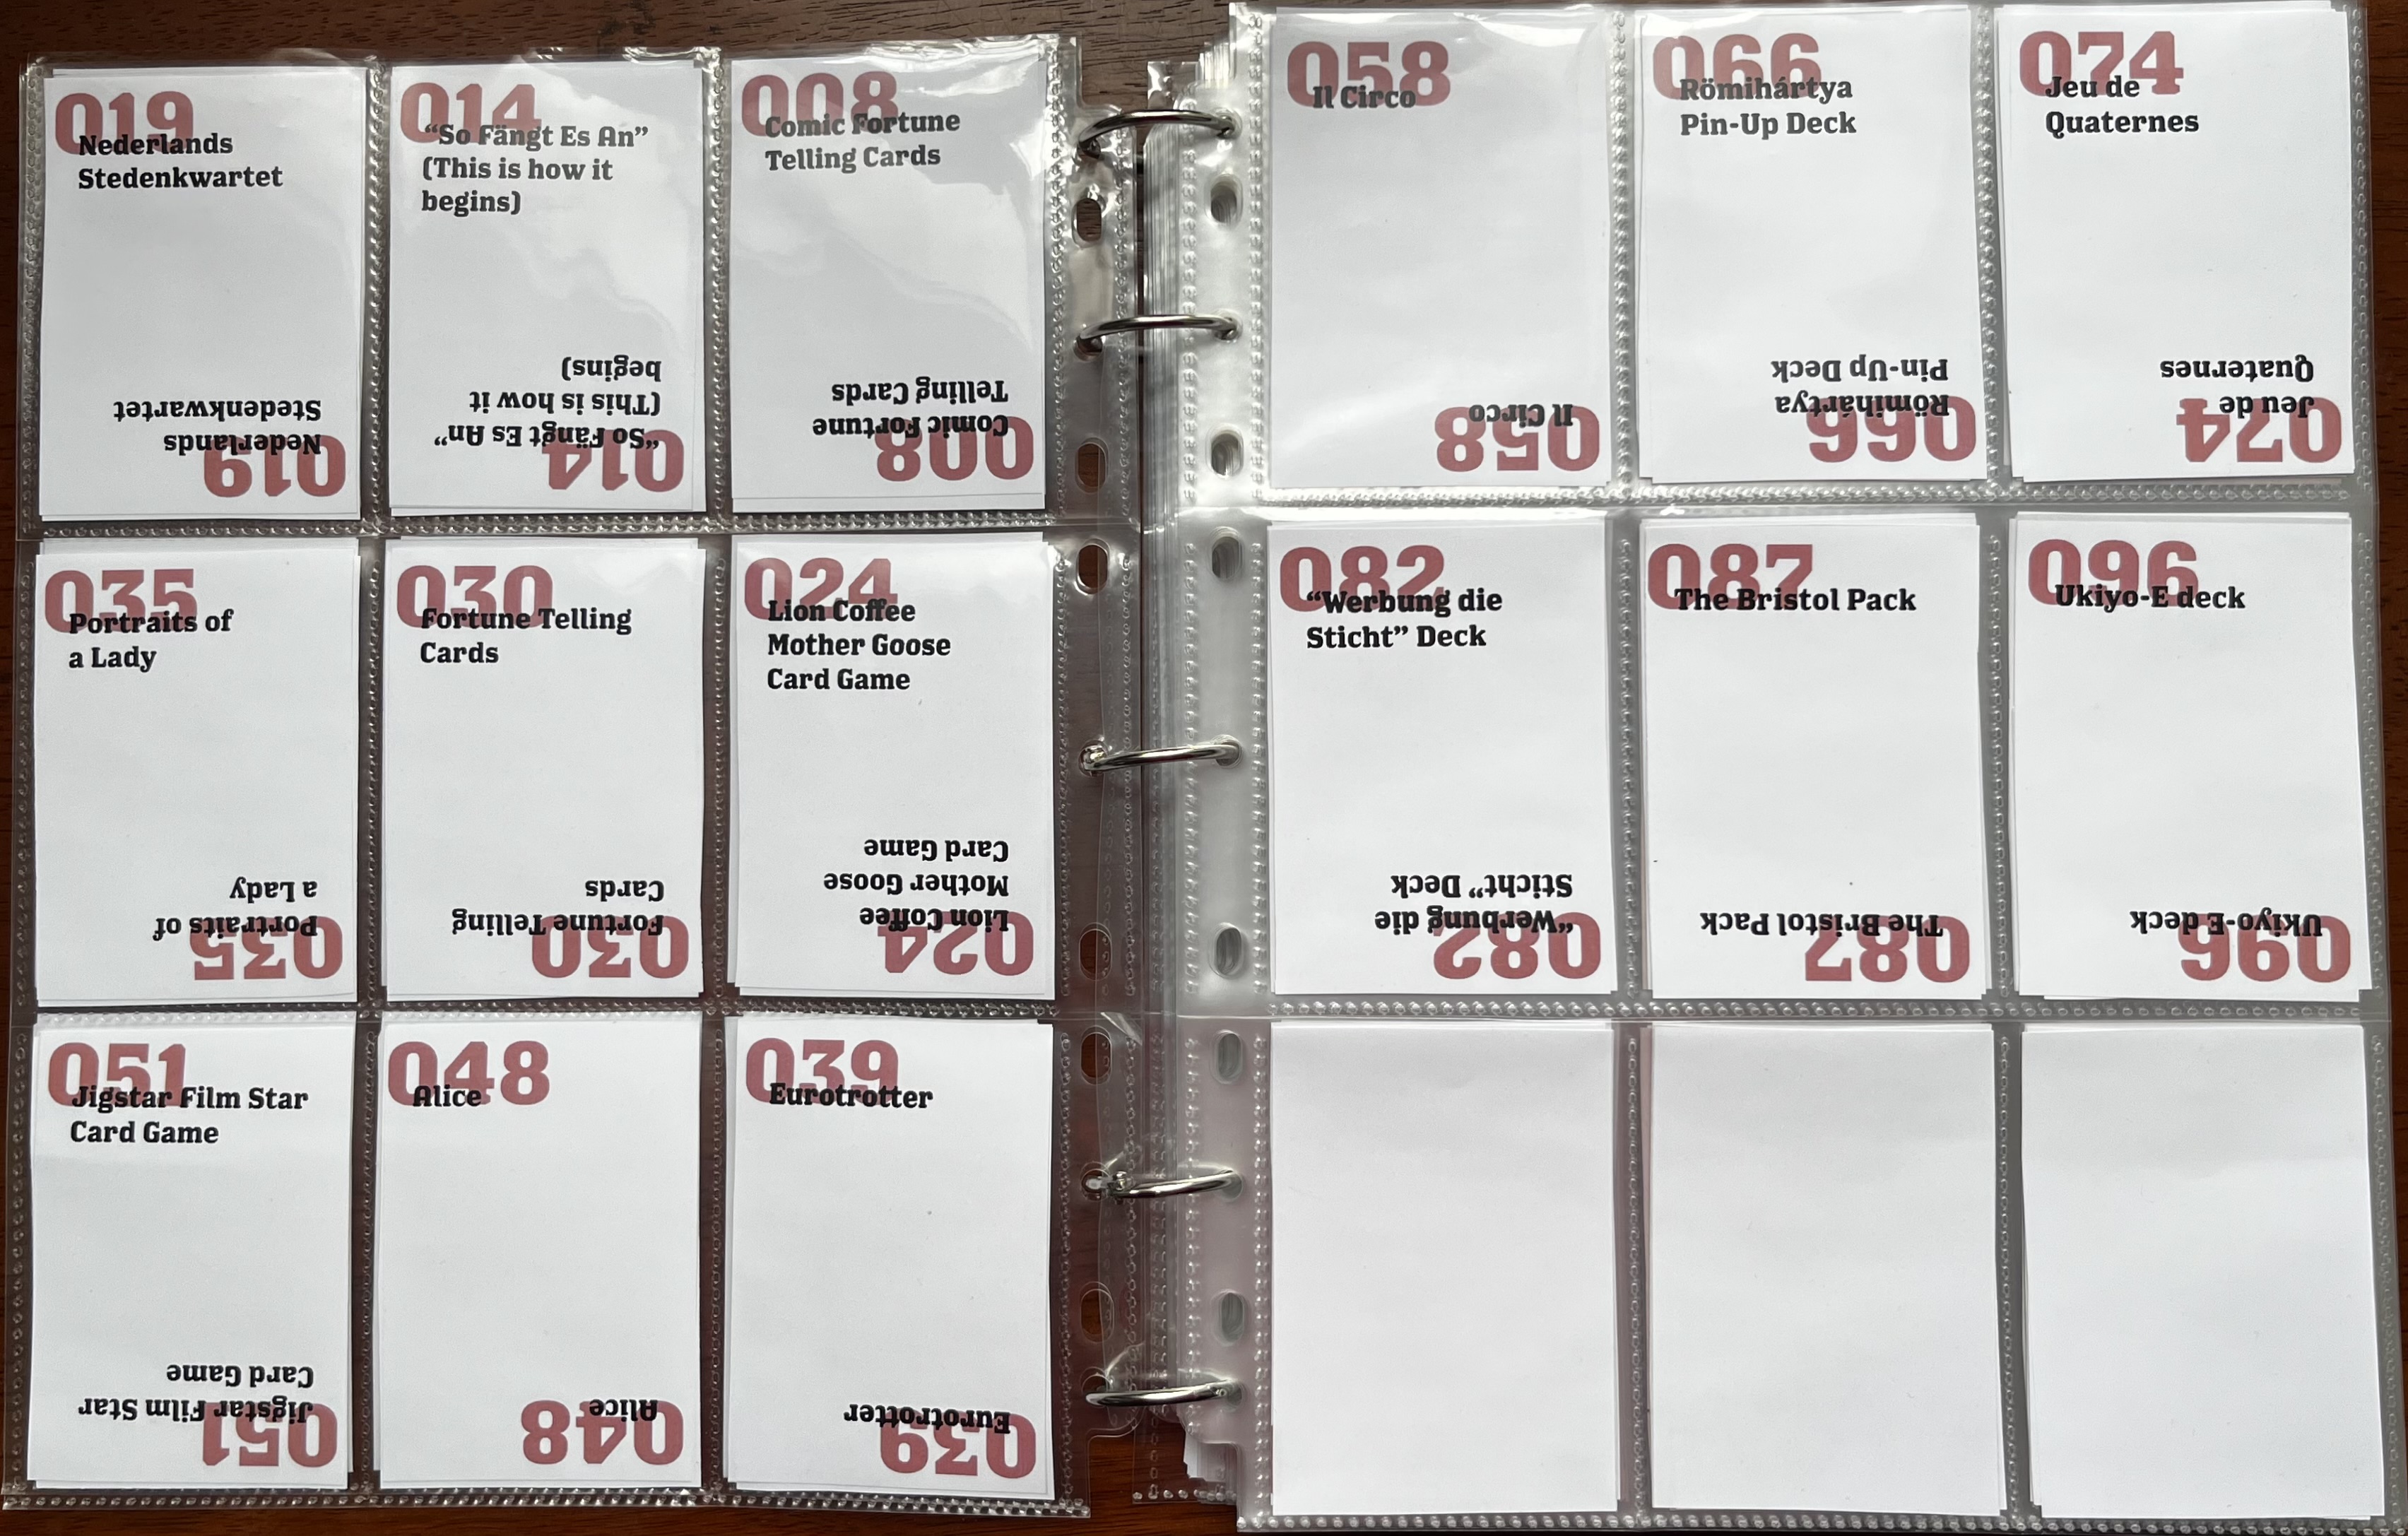 019
Nederlands
Stedenkwartet
Nederlands
Stedenkwartet
019
014
“So Fängt Es An”
(This is how it
begins)
“So Fängt Es An”
(This is how it
begins)
014
008
Comic Fortune
Telling Cards
Comic Fortune
Telling Cards
008
035
Portraits of
a Lady
Portraits of
a Lady
035
030
Fortune Telling
Cards
Fortune Telling
Cards
030
024
Lion Coffee
Mother Goose
Card Game
Lion Coffee
Mother Goose
Card Game
024
051
Jigstar Film Star
Card Game
Jigstar Film Star
Card Game
051
048
Alice
Alice
048
039
Eurotrotter
Eurotrotter
039
058
Il Circo
Il Circo
058
066
Römihártya
Pin-Up Deck
Römihártya
Pin-Up Deck
066
074
Jeu de
Quaternes
Jeu de
Quaternes
074
082
“Werbung die
Sticht” Deck
“Werbung die
Sticht” Deck
082
087
The Bristol Pack
The Bristol Pack
087
096
Ukiyo-E deck
Ukiyo-E deck
096